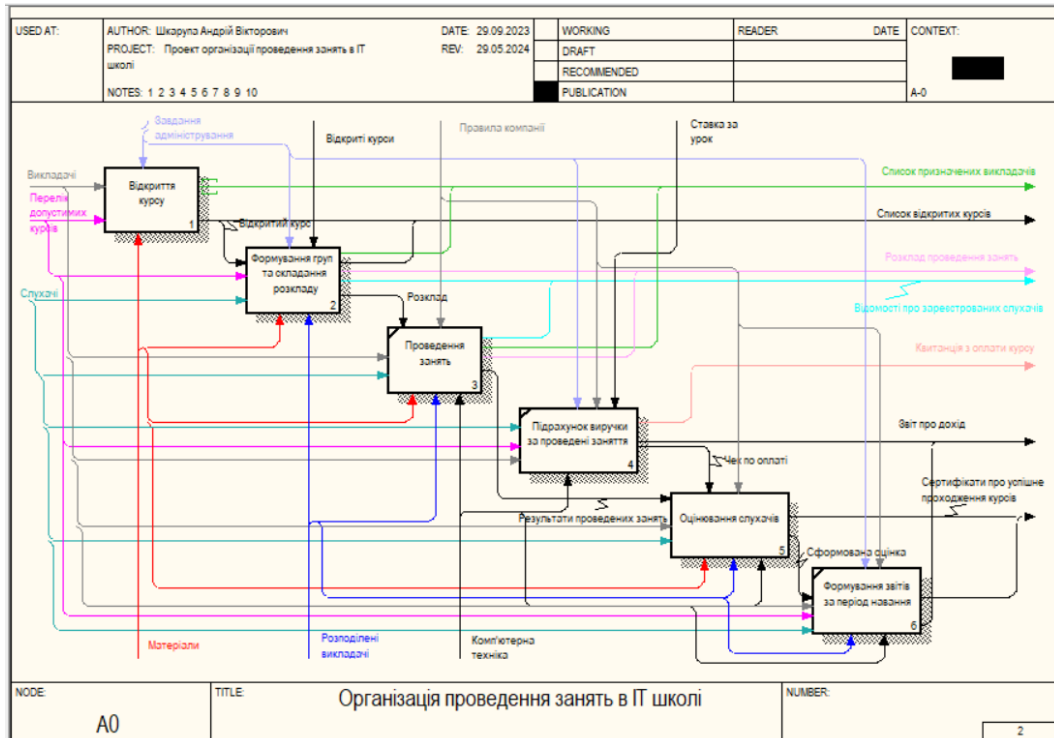 USED AT:
AUTHOR: Шкарупа Андрій Вікторович
DATE: 29.09.2023
PROJECT: Проект організації проведення занять в ІТ
школі
REV: 29.05.2024
NOTES: 1 2 3 4 5 6 7 8 9 10
WORKING
DRAFT
RECOMMENDED
PUBLICATION
READER
DATE
CONTEXT:
A-0
Завдання
адміністрування
Відкриті курси
Правила компанії
Ставка за
урок
Викладачі
Перелік
допустимих
курсів
Слухачі
Відкриття
курсу
1
Відкритий курс
Формування груп
та складання
розкладу
2
Розклад
Проведення
занять
3
Підрахунок виручки
за проведені заняття
4
Чек по оплаті
Результати проведених занять
Оцінювання слухачів
5
Сформована оцінка
Формування звітів
за період навання
6
Список призначених викладачів
Список відкритих курсів
Розклад проведення занять
Відомості про зареєстрованих слухачів
Квитанція з оплати курсу
Звіт про дохід
Сертифікати про успішне
проходження курсів
Матеріали
Розподілені
викладачі
Комп'ютерна
техніка
NODE:
A0
TITLE:
Організація проведення занять в ІТ школі
NUMBER:
2